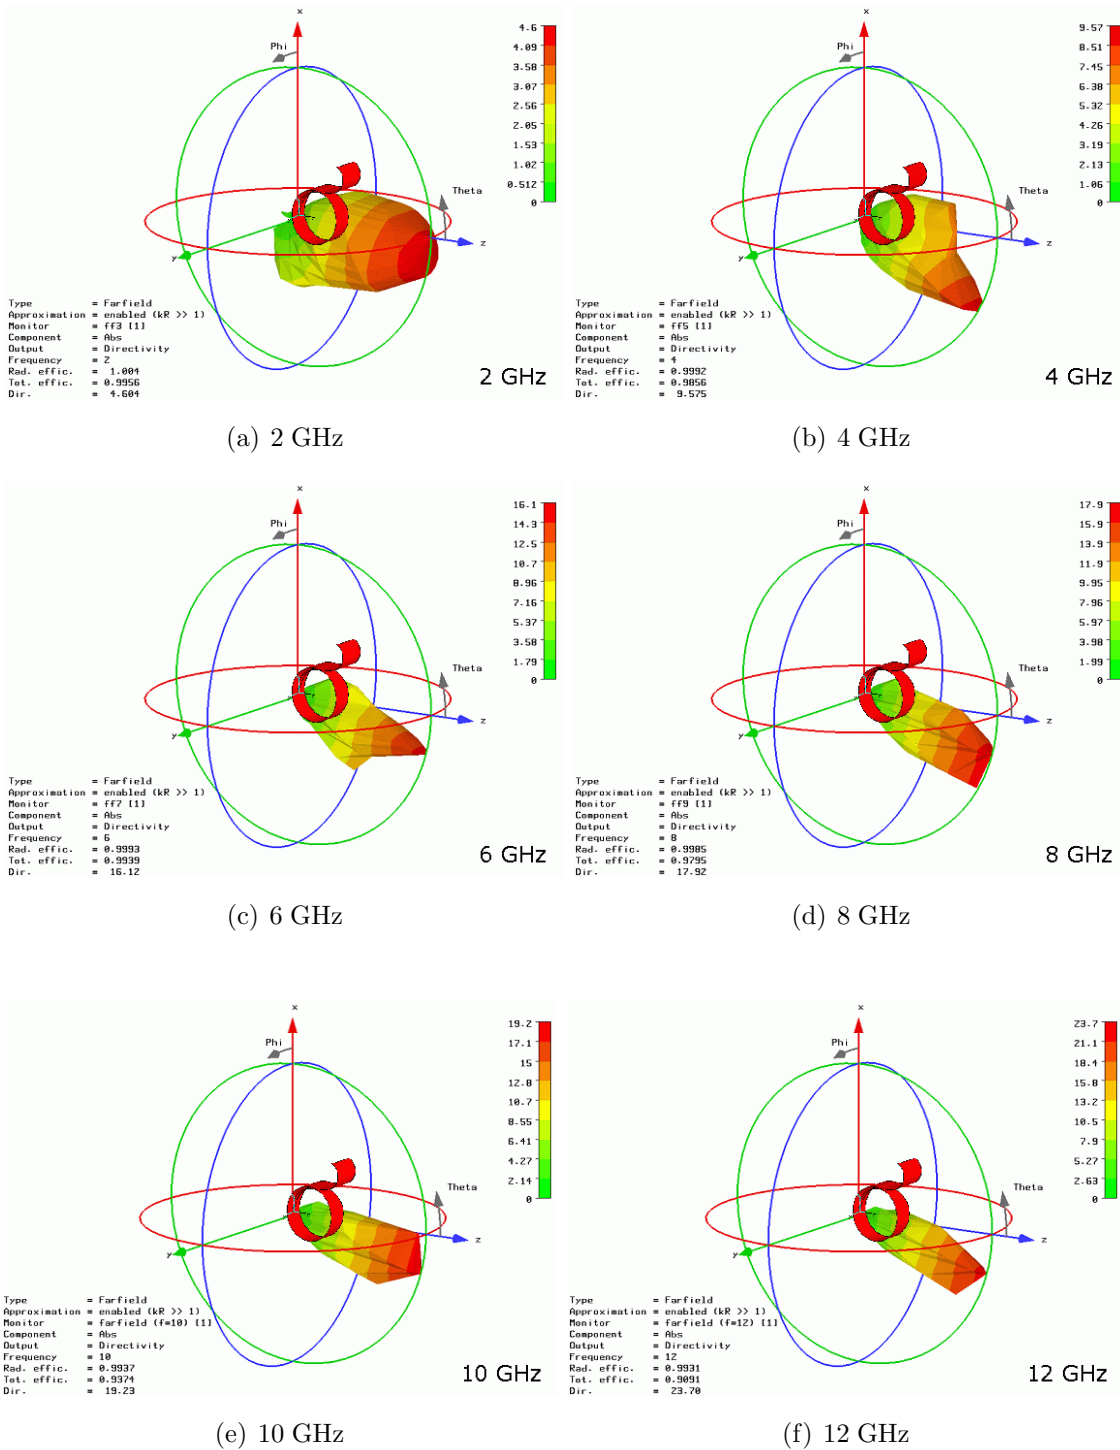 x
Phi
Theta
z
y
4.6
4.09
3.58
3.07
2.56
2.05
1.53
1.02
0.512
0
Type = Farfield
Approximation = enabled (kR >> 1)
Monitor = ff3 [1]
Component = Abs
Output = Directivity
Frequency = 2
Rad. effic. = 1.004
Tot. effic. = 0.9956
Dir. = 4.604
2 GHz
(a) 2 GHz
x
Phi
Theta
z
y
9.57
8.51
7.45
6.38
5.32
4.26
3.19
2.13
1.06
0
Type = Farfield
Approximation = enabled (kR >> 1)
Monitor = ff5 [1]
Component = Abs
Output = Directivity
Frequency = 4
Rad. effic. = 0.9992
Tot. effic. = 0.9856
Dir. = 9.575
4 GHz
(b) 4 GHz
x
Phi
Theta
z
y
16.1
14.3
12.5
10.7
8.96
7.16
5.37
3.58
1.79
0
Type = Farfield
Approximation = enabled (kR >> 1)
Monitor = ff7 [1]
Component = Abs
Output = Directivity
Frequency = 6
Rad. effic. = 0.9993
Tot. effic. = 0.9939
Dir. = 16.12
6 GHz
(c) 6 GHz
x
Phi
Theta
z
y
17.9
15.9
13.9
11.9
9.95
7.96
5.97
3.98
1.99
0
Type = Farfield
Approximation = enabled (kR >> 1)
Monitor = ff9 [1]
Component = Abs
Output = Directivity
Frequency = 8
Rad. effic. = 0.9985
Tot. effic. = 0.9795
Dir. = 17.92
8 GHz
(d) 8 GHz
x
Phi
Theta
z
y
19.2
17.1
15
12.8
10.7
8.55
6.41
4.27
2.14
0
Type = Farfield
Approximation = enabled (kR >> 1)
Monitor = farfield (f=10) [1]
Component = Abs
Output = Directivity
Frequency = 10
Rad. effic. = 0.9937
Tot. effic. = 0.9374
Dir. = 19.23
10 GHz
(e) 10 GHz
x
Phi
Theta
z
y
23.7
21.1
18.4
15.8
13.2
10.5
7.9
5.27
2.63
0
Type = Farfield
Approximation = enabled (kR >> 1)
Monitor = farfield (f=12) [1]
Component = Abs
Output = Directivity
Frequency = 12
Rad. effic. = 0.9931
Tot. effic. = 0.9091
Dir. = 23.70
12 GHz
(f) 12 GHz